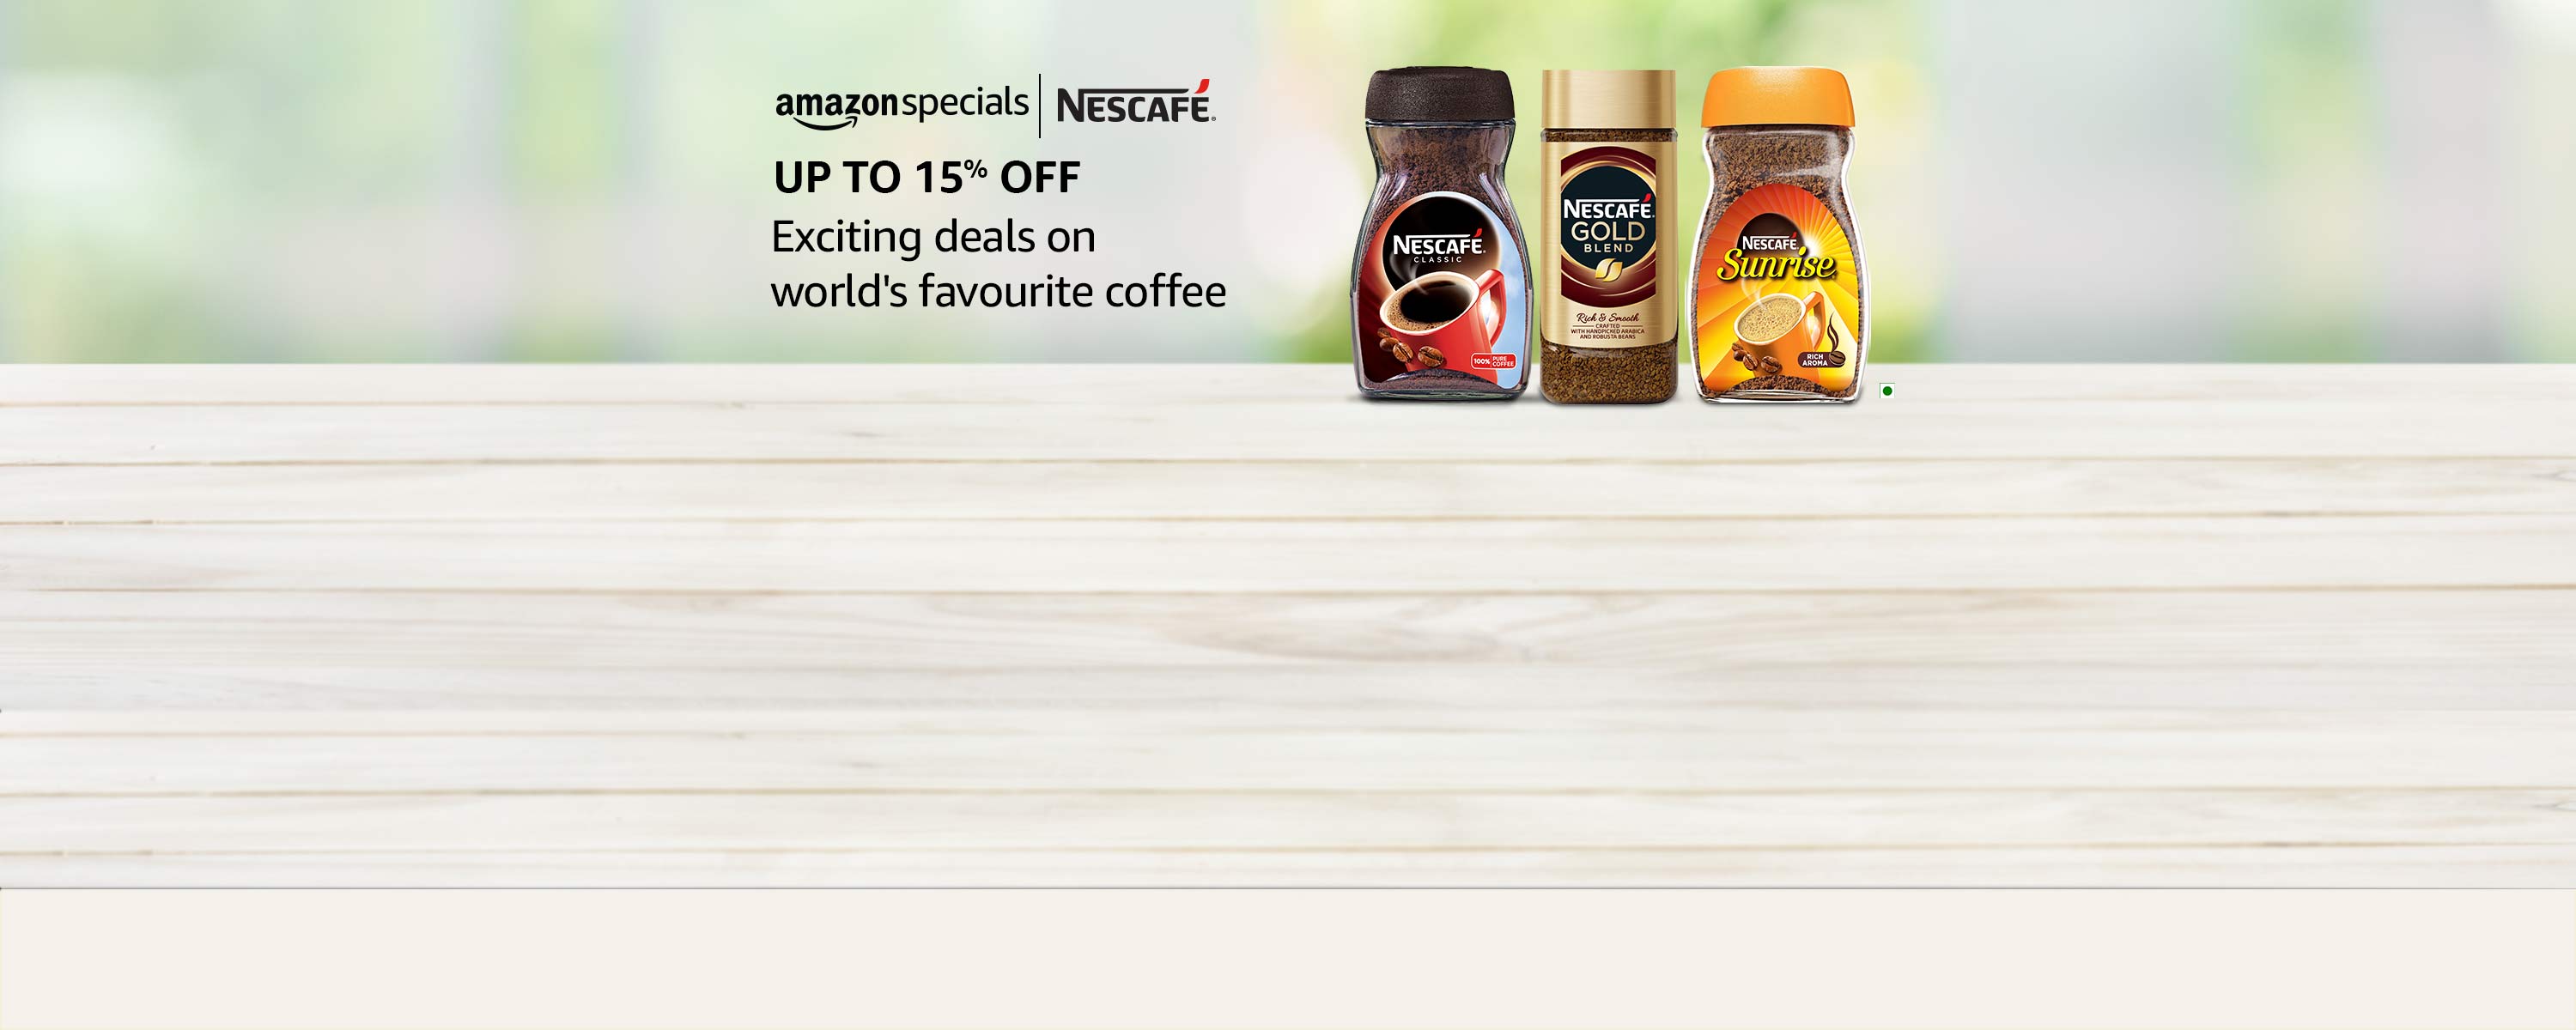 amazonspecials | NESCAFÉ®
UP TO 15% OFF
Exciting deals on
world's favourite coffee
NESCAFÉ®
CLASSIC
100% PURE COFFEE
NESCAFÉ®
GOLD
BLEND
Rich & Smooth
CRAFTED
WITH HANDPICKED ARABICA
AND ROBUSTA BEANS
NESCAFÉ®
Sunrise
RICH
AROMA